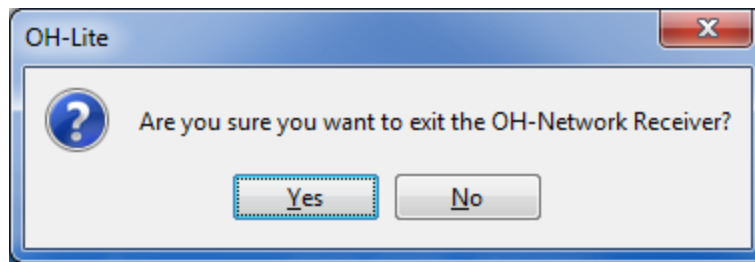 OH-Lite
Are you sure you want to exit the OH-Network Receiver?
Yes
No